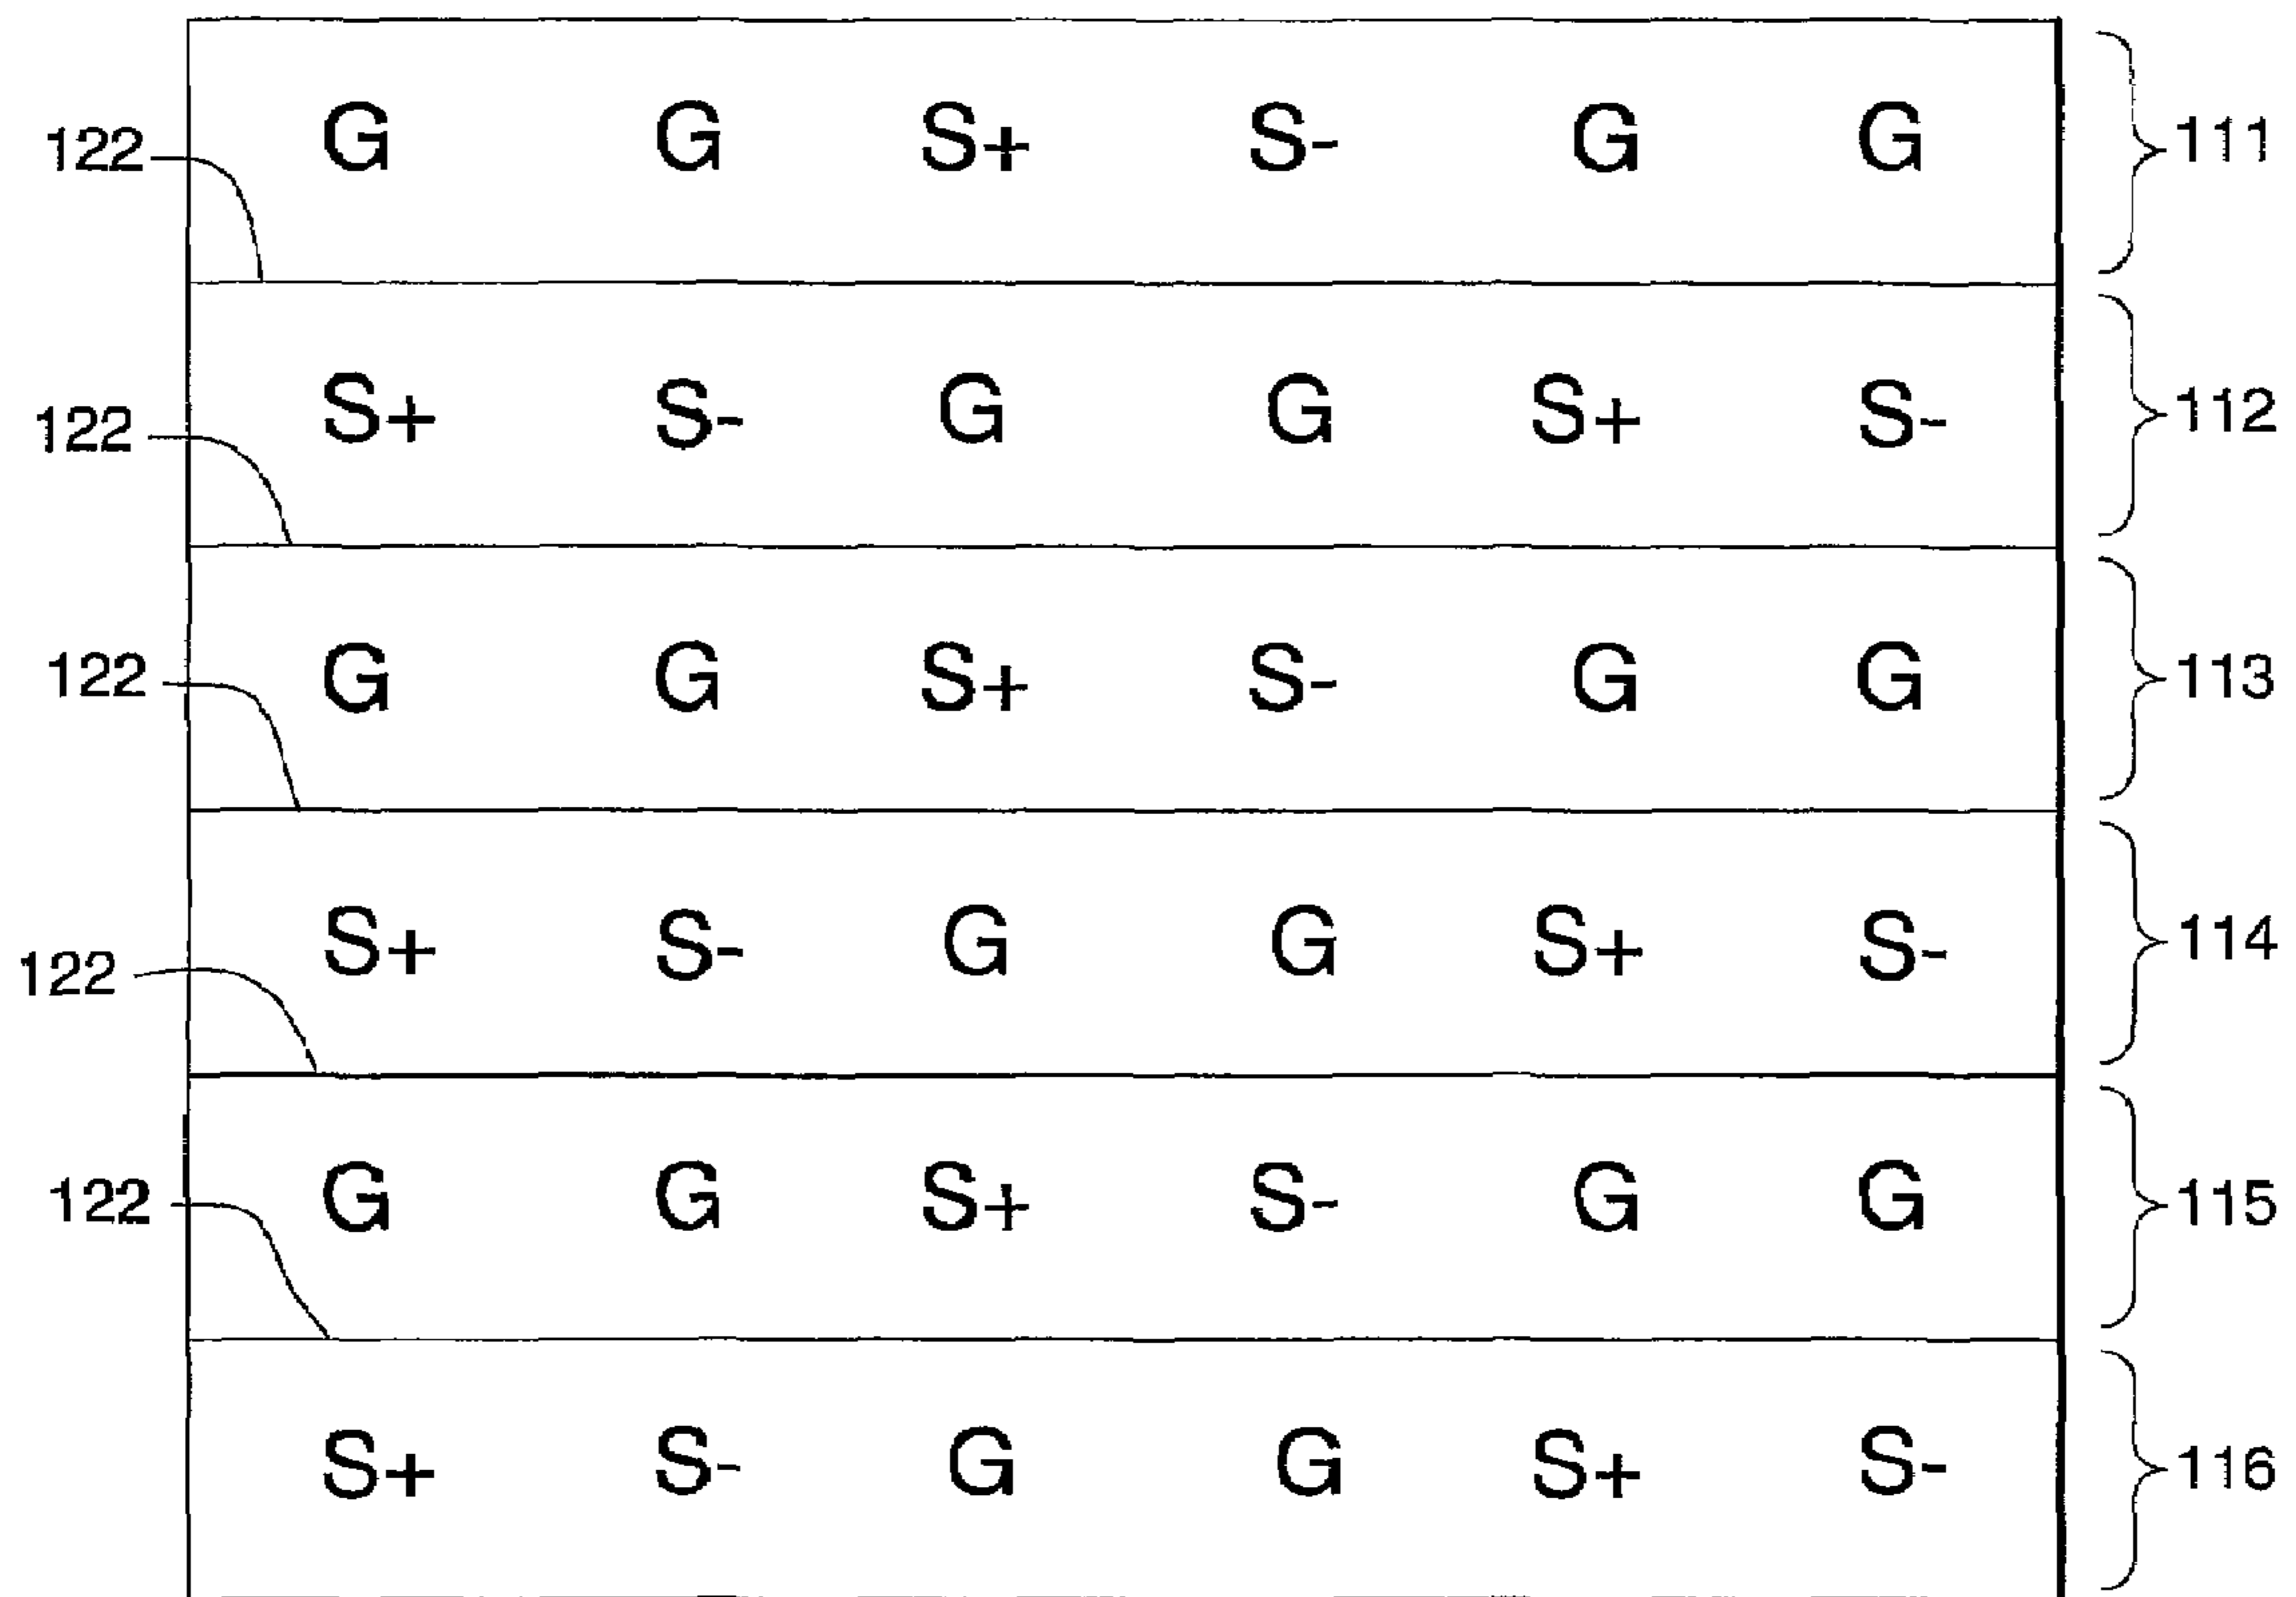 G G S+ S- G G 111
122
S+ S- G G S+ S- 112
122
G G S+ S- G G 113
122
S+ S- G G S+ S- 114
122
G G S+ S- G G 115
122
S+ S- G G S+ S- 116